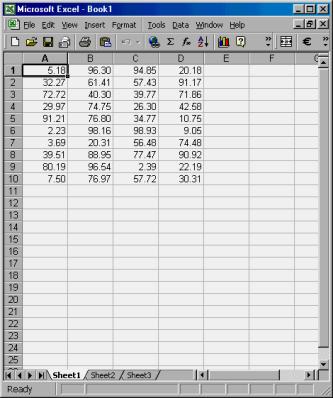 Microsoft Excel - Book1
File Edit View Insert Format Tools Data Window Help
A B C D E F
1 5.18 96.30 94.85 20.18
2 32.27 61.41 57.43 91.17
3 72.72 40.30 39.77 71.86
4 29.97 74.75 26.30 42.58
5 91.21 76.80 34.77 10.75
6 2.23 98.16 98.93 9.05
7 3.69 20.31 56.48 74.48
8 39.51 88.95 77.47 90.92
9 80.19 96.54 2.39 22.19
10 7.50 76.97 57.72 30.31
11
12
13
14
15
16
17
18
19
20
21
22
23
24
25
Sheet1 Sheet2 Sheet3
Ready